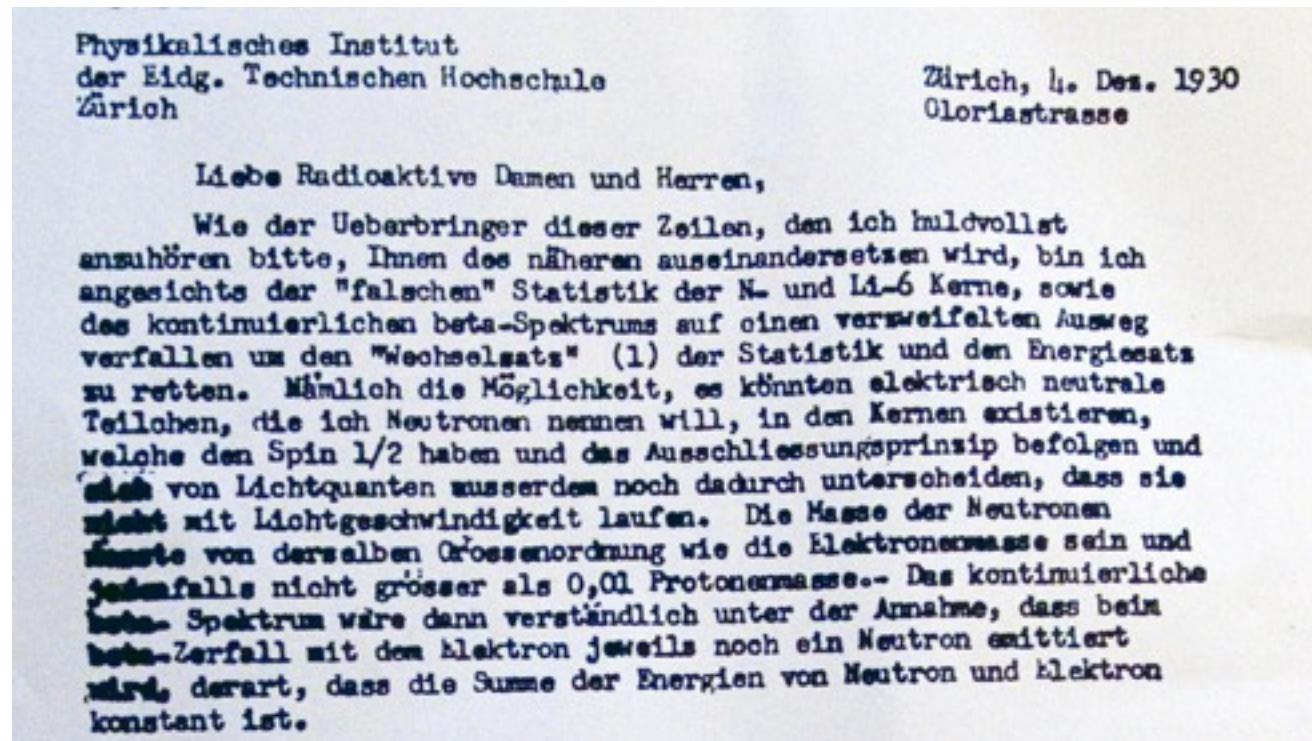 Physikalisches Institut
der Eidg. Technischen Hochschule
Zürich
Zürich, 4. Des. 1930
Gloriastrasse
Liebe Radioaktive Damen und Herren,
Wie der Ueberbringer dieser Zeilen, den ich huldvollst
anzuhören bitte, Ihnen des näheren auseinandersetzen wird, bin ich
angesichts der "falschen" Statistik der N- und Li-6 Kerne, sowie
des kontinuierlichen beta-Spektrums auf einen verzweifelten Ausweg
verfallen um den "Wechselsatz" (1) der Statistik und den Energiesatz
zu retten. Nämlich die Möglichkeit, es könnten elektrisch neutrale
Teilchen, die ich Neutronen nennen will, in den Kernen existieren,
welche den Spin 1/2 haben und das Ausschliessungsprinzip befolgen und
sich von Lichtquanten ausserdem noch dadurch unterscheiden, dass sie
nicht mit Lichtgeschwindigkeit laufen. Die Masse der Neutronen
müsste von derselben Grössenordnung wie die Elektronenmasse sein und
jedenfalls nicht grösser als 0,01 Protonenmasse.- Das kontinuierliche
beta- Spektrum wäre dann verständlich unter der Annahme, dass beim
beta-Zerfall mit dem Elektron jeweils noch ein Neutron emittiert
wird, derart, dass die Summe der Energien von Neutron und Elektron
konstant ist.